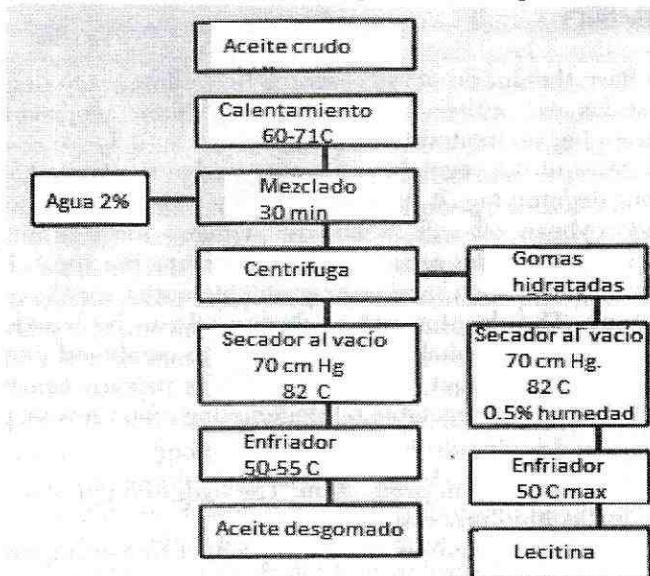 Aceite crudo
Calentamiento
60-71C
Agua 2%
Mezclado
30 min
Centrifuga
Gomas
hidratadas
Secador al vacío
70 cm Hg
82 C
Secador al vacío
70 cm Hg.
82 C
0.5% humedad
Enfriador
50-55 C
Enfriador
50 C max
Aceite desgomado
Lecitina